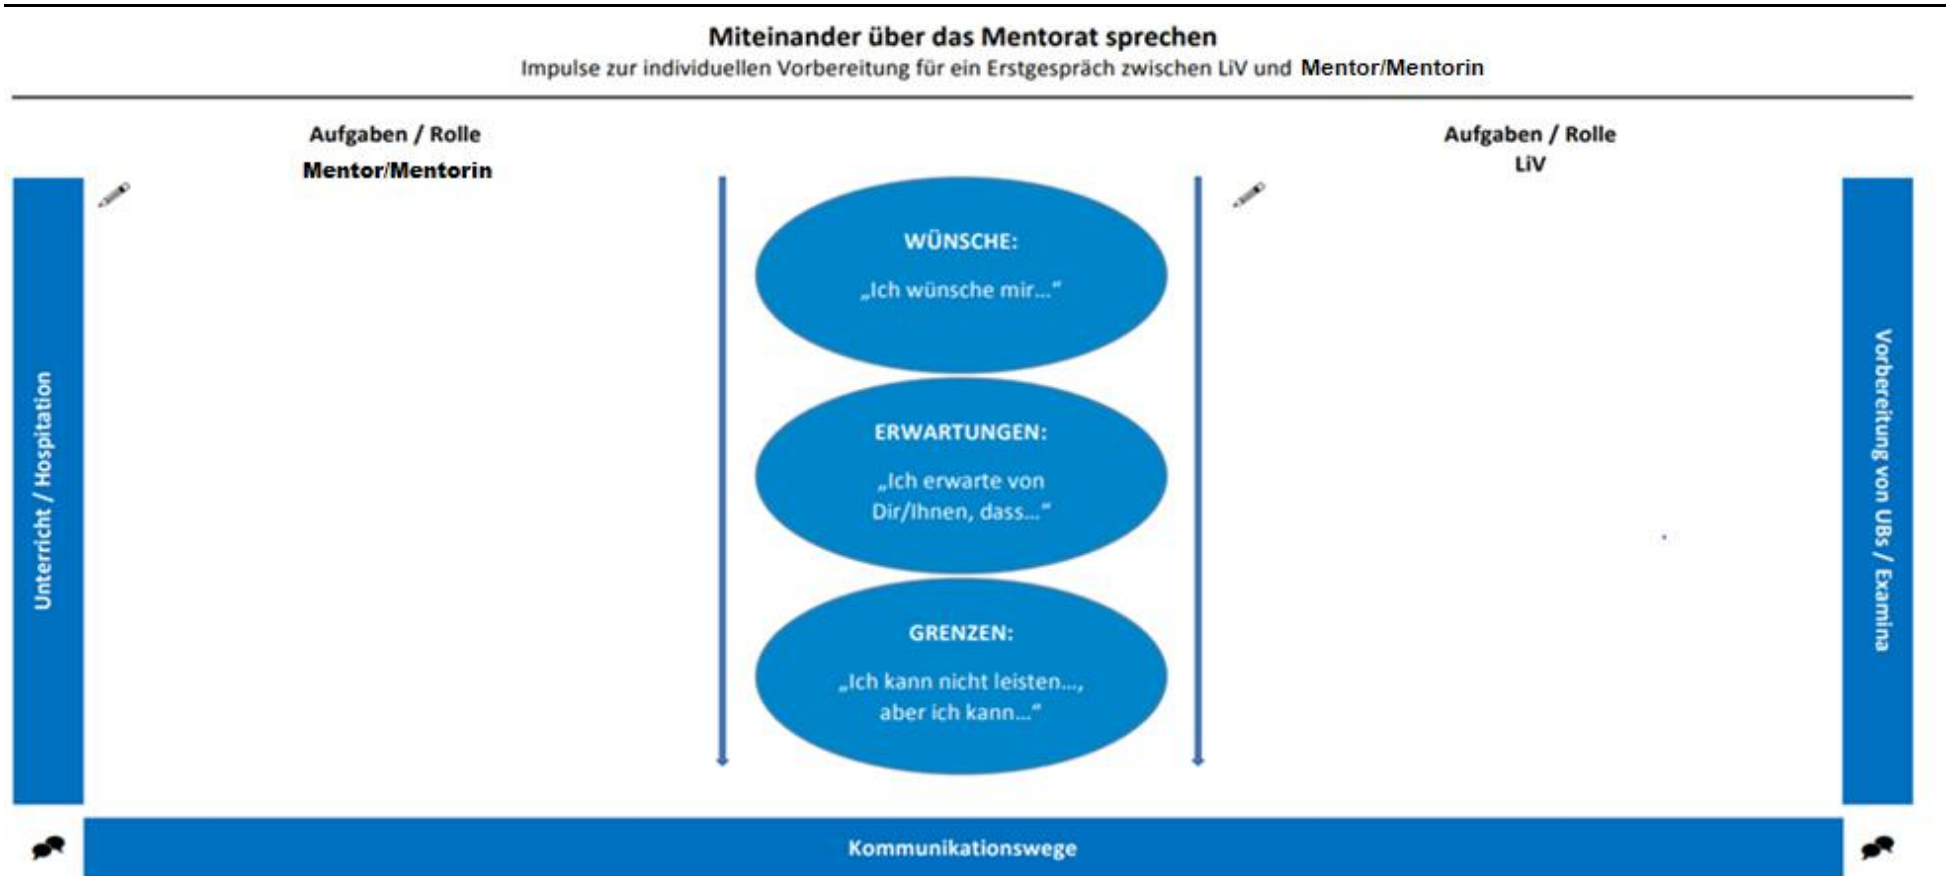 Miteinander über das Mentorat sprechen
Impulse zur individuellen Vorbereitung für ein Erstgespräch zwischen LiV und Mentor/Mentorin
Aufgaben / Rolle
Mentor/Mentorin
Aufgaben / Rolle
LiV
Unterricht / Hospitation
WÜNSCHE:
„Ich wünsche mir...“
ERWARTUNGEN:
„Ich erwarte von
Dir/Ihnen, dass...“
GRENZEN:
„Ich kann nicht leisten...,
aber ich kann...“
Vorbereitung von UBs / Examina
Kommunikationswege